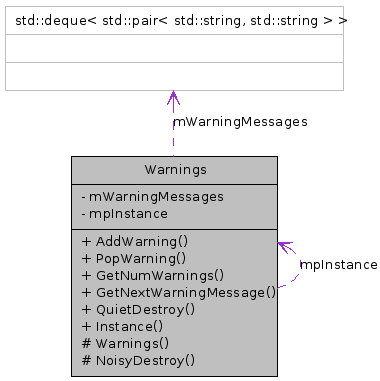 std::deque< std::pair< std::string, std::string > >
mWarningMessages
Warnings
- mWarningMessages
- mpInstance
+ AddWarning()
+ PopWarning()
+ GetNumWarnings()
+ GetNextWarningMessage()
+ QuietDestroy()
+ Instance()
# Warnings()
# NoisyDestroy()
mpInstance